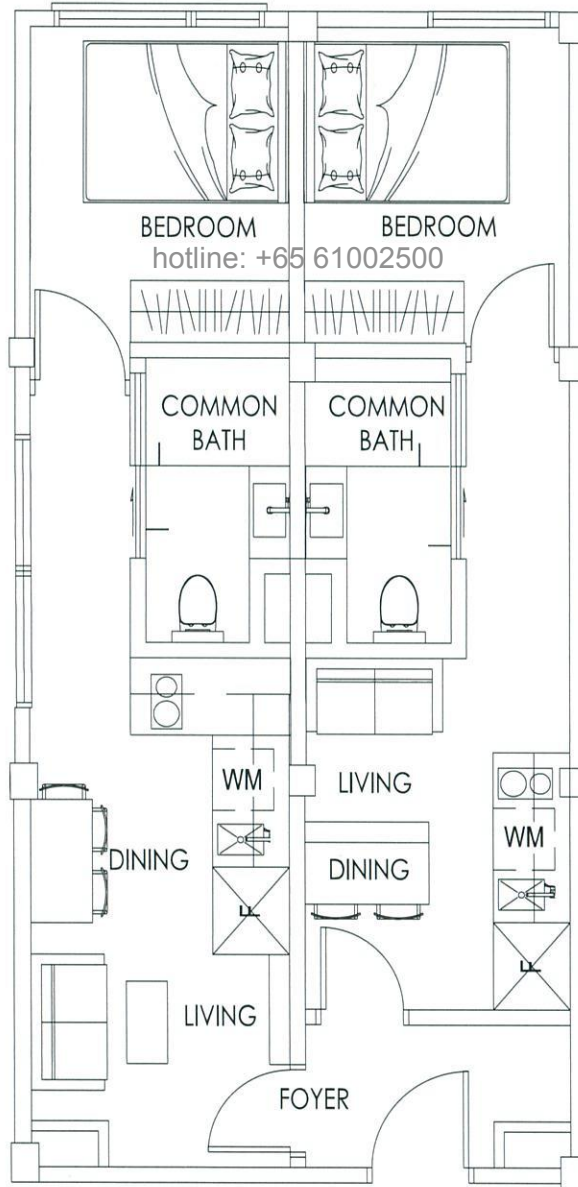 BEDROOM BEDROOM
hotline: +65 61002500
COMMON BATH
COMMON BATH
WM
LIVING
WM
DINING
DINING
LIVING
FOYER